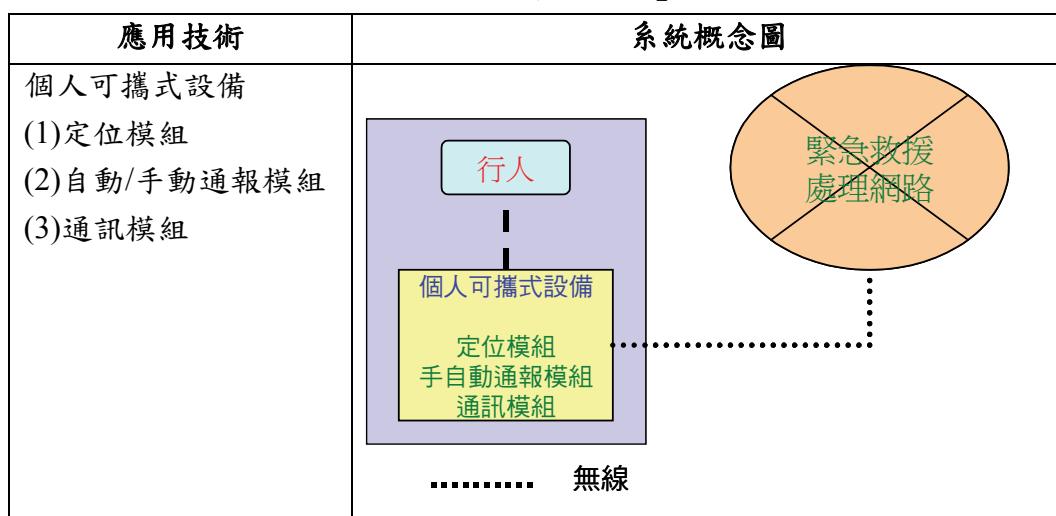 應用技術
系統概念圖
個人可攜式設備
(1)定位模組
(2)自動/手動通報模組
(3)通訊模組
行人
個人可攜式設備
定位模組
手自動通報模組
通訊模組
緊急救援
處理網路
無線